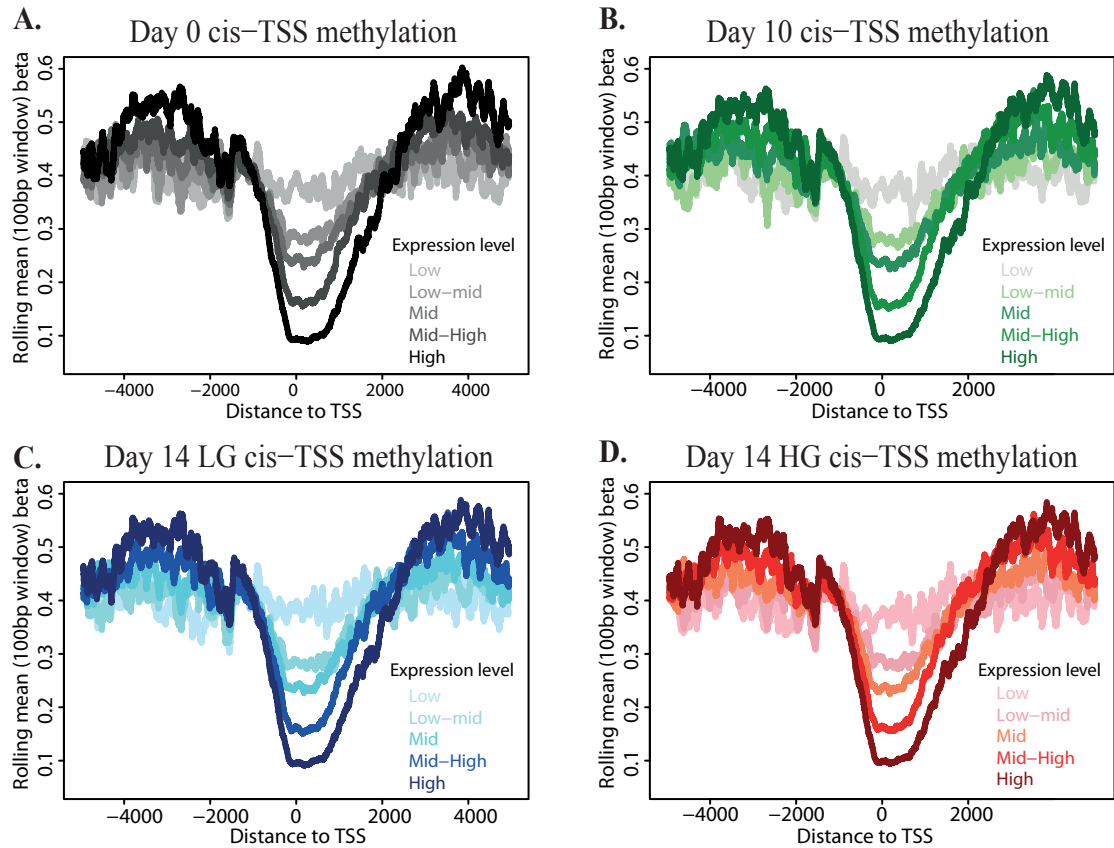 A.
Day 0 cis−TSS methylation
Rolling mean (100bp window) beta
0.6
0.5
0.4
0.3
0.2
0.1
Expression level
Low
Low−mid
Mid
Mid−High
High
−4000
−2000
0
2000
4000
Distance to TSS
B.
Day 10 cis−TSS methylation
Rolling mean (100bp window) beta
0.6
0.5
0.4
0.3
0.2
0.1
Expression level
Low
Low−mid
Mid
Mid−High
High
−4000
−2000
0
2000
Distance to TSS
C.
Day 14 LG cis−TSS methylation
Rolling mean (100bp window) beta
0.6
0.5
0.4
0.3
0.2
0.1
Expression level
Low
Low−mid
Mid
Mid−High
High
−4000
−2000
0
2000
4000
Distance to TSS
D.
Day 14 HG cis−TSS methylation
Rolling mean (100bp window) beta
0.6
0.5
0.4
0.3
0.2
0.1
Expression level
Low
Low−mid
Mid
Mid−High
High
−4000
−2000
0
2000
Distance to TSS